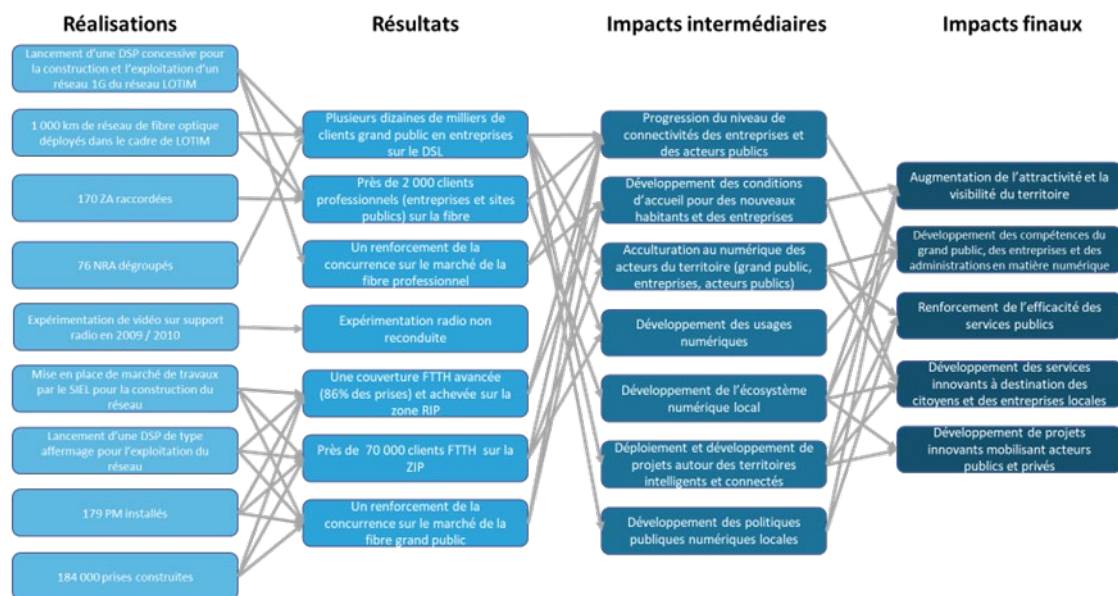 Réalisations
Résultats
Impacts intermédiaires
Impacts finaux
Lancement d'une DSP concessive pour
la construction et l'exploitation d'un
réseau 1G du réseau LOTIM
1 000 km de réseau de fibre optique
déployés dans le cadre de LOTIM
170 ZA raccordées
76 NRA dégroupés
Expérimentation de vidéo sur support
radio en 2009 / 2010
Mise en place de marché de travaux
par le SIEL pour la construction du
réseau
Lancement d'une DSP de type
affermage pour l'exploitation du
réseau
179 PM installés
184 000 prises construites
Plusieurs dizaines de milliers de
clients grand public en entreprises
sur le DSL
Près de 2 000 clients
professionnels (entreprises et sites
publics) sur la fibre
Un renforcement de la
concurrence sur le marché de la
fibre professionnel
Expérimentation radio non
reconduite
Une couverture FTTH avancée
(86% des prises) et achevée sur la
zone RIP
Près de 70 000 clients FTTH sur la
ZIP
Un renforcement de la
concurrence sur le marché de la
fibre grand public
Progression du niveau de
connectivités des entreprises et
des acteurs publics
Développement des conditions
d'accueil pour des nouveaux
habitants et des entreprises
Acculturation au numérique des
acteurs du territoire (grand public,
entreprises, acteurs publics)
Développement des usages
numériques
Développement de l'écosystème
numérique local
Déploiement et développement de
projets autour des territoires
intelligents et connectés
Développement des politiques
publiques numériques locales
Augmentation de l'attractivité et la
visibilité du territoire
Développement des compétences du
grand public, des entreprises et des
administrations en matière numérique
Renforcement de l'efficacité des
services publics
Développement des services
innovants à destination des
citoyens et des entreprises locales
Développement de projets
innovants mobilisant acteurs
publics et privés